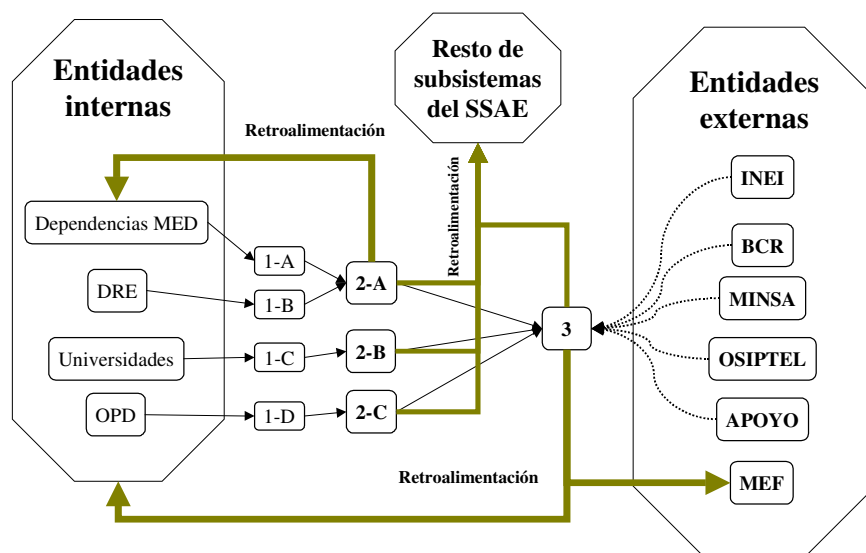 Entidades
internas
Resto de
subsistemas
del SSAE
Entidades
externas
Retroalimentación
Retroalimentación
Dependencias MED
DRE
Universidades
OPD
1-A
1-B
1-C
1-D
2-A
2-B
2-C
3
INEI
BCR
MINSA
OSIPTEL
APOYO
MEF
Retroalimentación